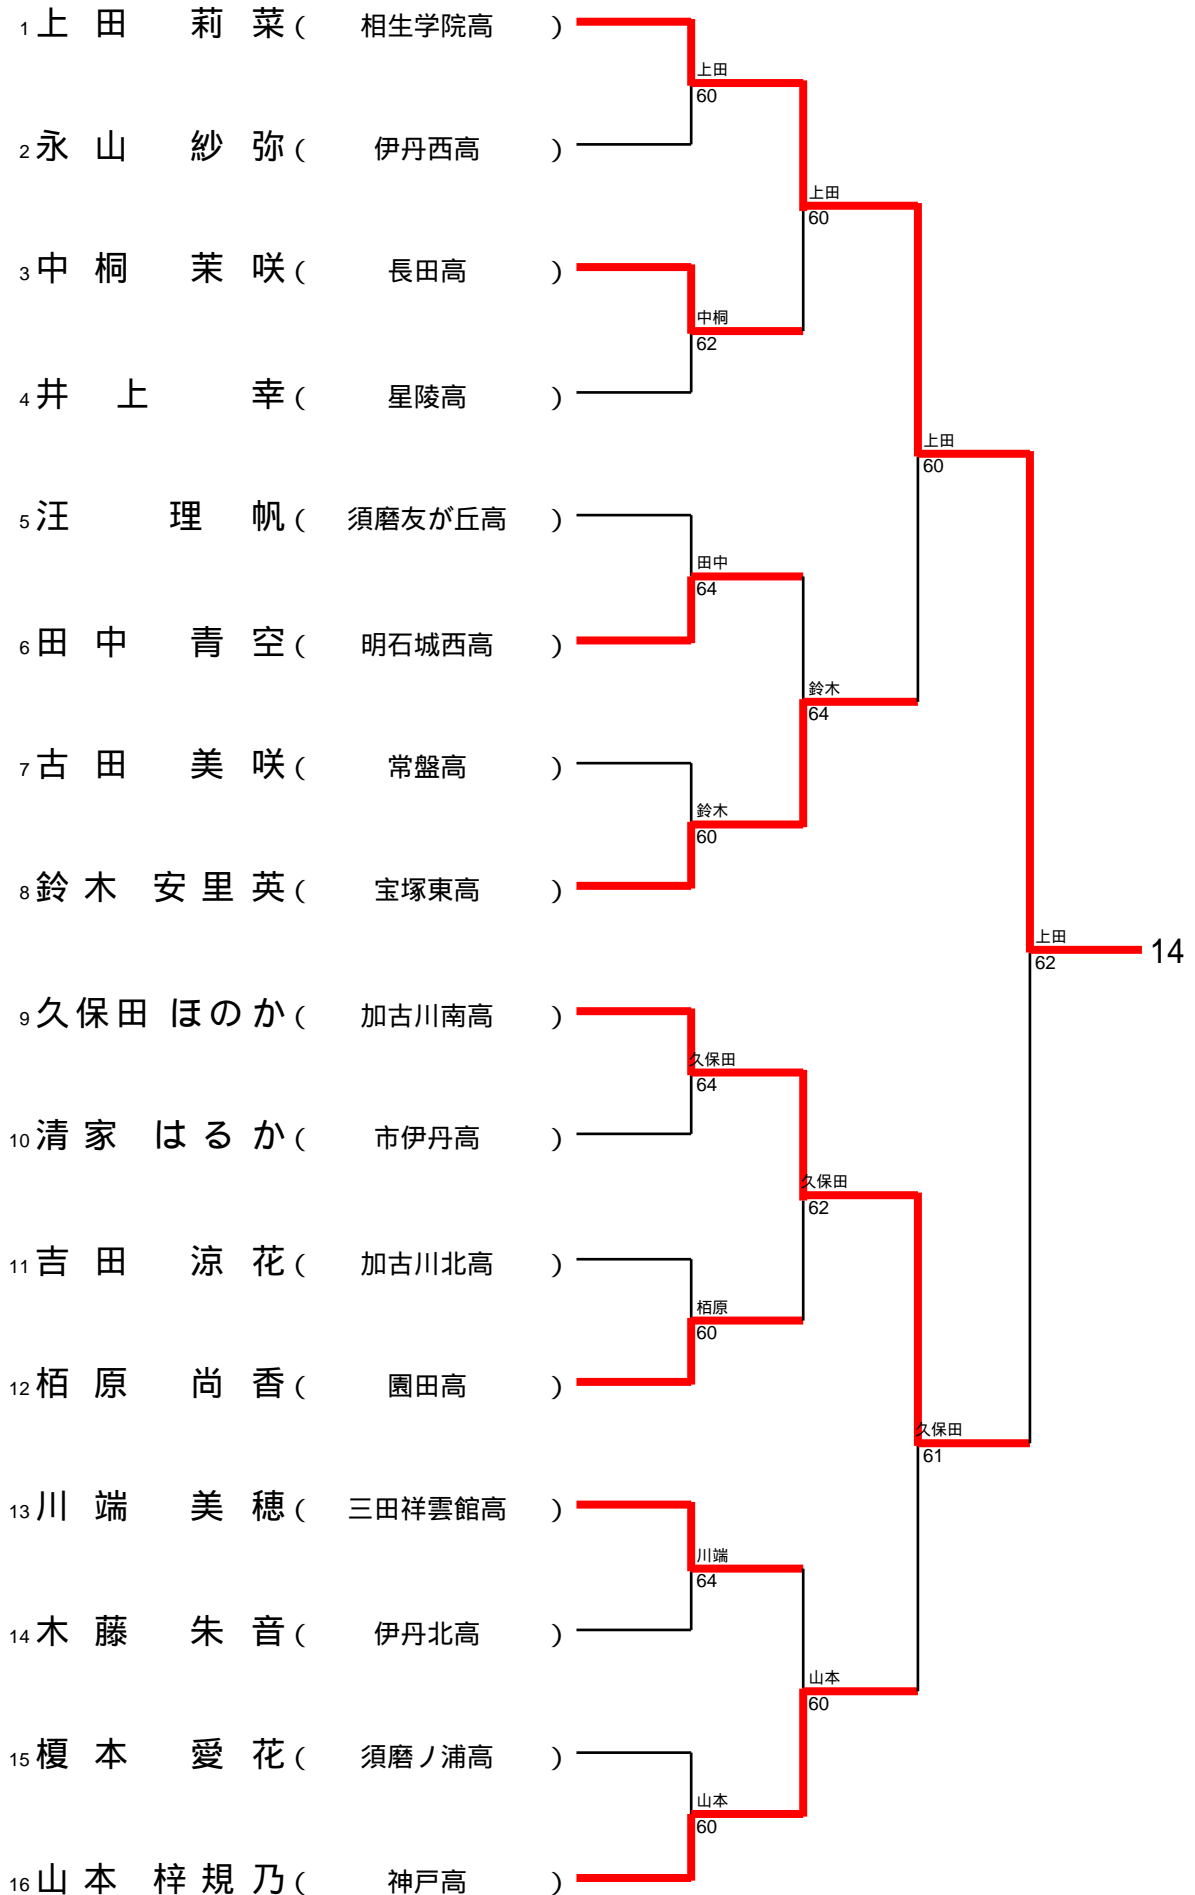 1 上田 莉菜 ( 相生学院高 )
上田
60
2 永山 紗弥 ( 伊丹西高 )
上田
60
3 中桐 茉咲 ( 長田高 )
中桐
62
4 井上 幸 ( 星陵高 )
上田
60
5 汪 理帆 ( 須磨友が丘高 )
田中
64
6 田中 青空 ( 明石城西高 )
鈴木
64
7 古田 美咲 ( 常盤高 )
鈴木
60
8 鈴木 安里英 ( 宝塚東高 )
上田
62
14
9 久保田 ほのか ( 加古川南高 )
久保田
64
10 清家 はるか ( 市伊丹高 )
久保田
62
11 吉田 涼花 ( 加古川北高 )
栢原
60
12 栢原 尚香 ( 園田高 )
久保田
61
13 川端 美穂 ( 三田祥雲館高 )
川端
64
14 木藤 朱音 ( 伊丹北高 )
山本
60
15 榎本 愛花 ( 須磨ノ浦高 )
山本
60
16 山本 梓規乃 ( 神戸高 )